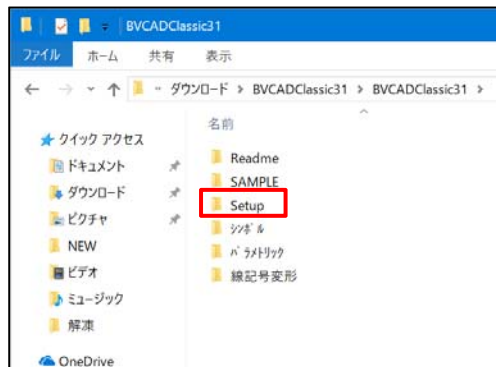 BVCADClassic31
ファイル ホーム 共有 表示
ダウンロード > BVCADClassic31 > BVCADClassic31 >
名前
クイック アクセス
ドキュメント
ダウンロード
ピクチャ
NEW
ビデオ
ミュージック
解凍
OneDrive
Readme
SAMPLE
Setup
ｼﾝﾎﾞﾙ
ﾊﾟﾗﾒﾄﾘｯｸ
線記号変形